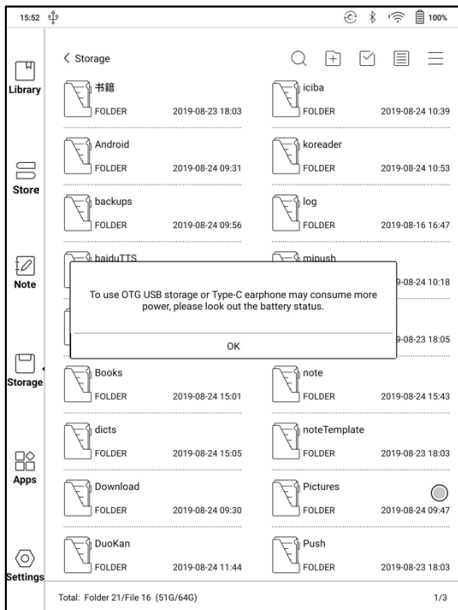 15:52
100%
Library
Store
Note
Storage
Apps
Settings
Storage
书籍
FOLDER 2019-08-23 18:03
iciba
FOLDER 2019-08-24 10:39
Android
FOLDER 2019-08-24 09:31
koreader
FOLDER 2019-08-24 10:53
backups
FOLDER 2019-08-24 09:56
log
FOLDER 2019-08-16 16:47
baiduTTS
mipush
9-08-24 10:18
To use OTG USB storage or Type-C earphone may consume more
power, please look out the battery status.
OK
9-08-23 18:05
Books
FOLDER 2019-08-24 15:01
note
FOLDER 2019-08-24 15:43
dicts
FOLDER 2019-08-24 15:05
noteTemplate
FOLDER 2019-08-23 18:03
Download
FOLDER 2019-08-24 09:30
Pictures
FOLDER 2019-08-24 09:47
DuoKan
FOLDER 2019-08-24 11:44
Push
FOLDER 2019-08-23 18:03
Total: Folder 21/File 16 (51G/64G)
1/3